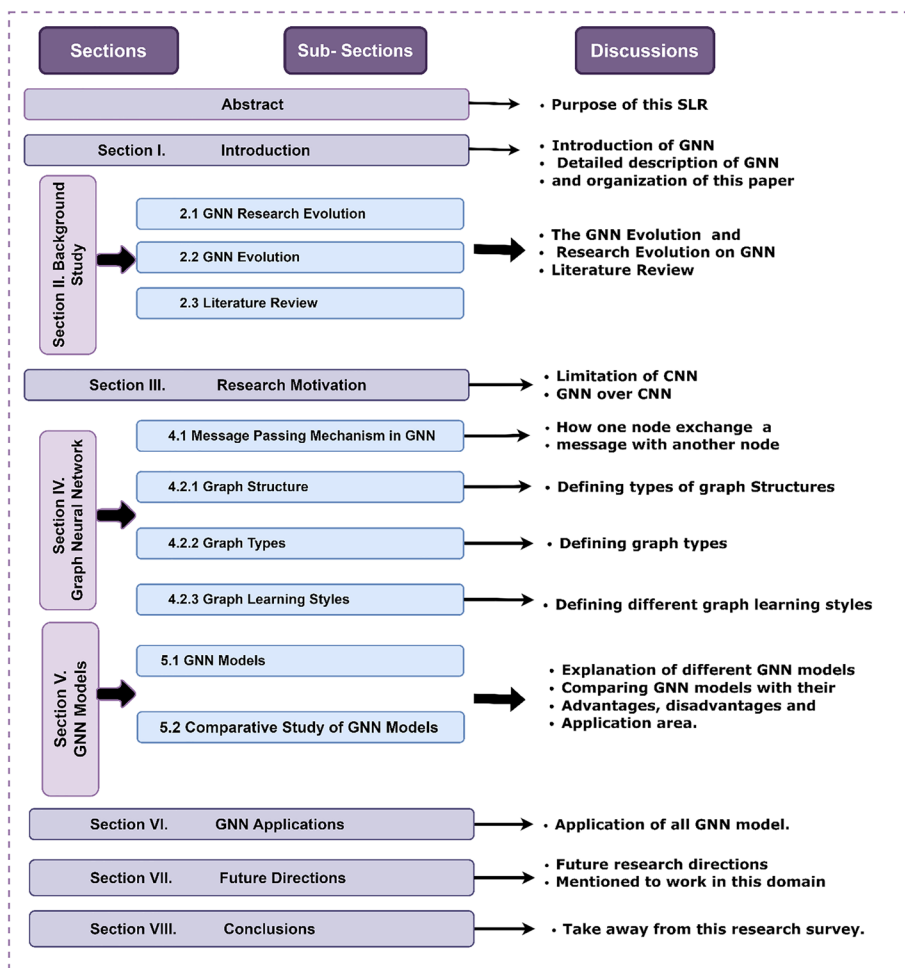 Sections
Sub- Sections
Discussions
Abstract
• Purpose of this SLR
Section I. Introduction
• Introduction of GNN
• Detailed description of GNN
• and organization of this paper
Section II. Background
Study
2.1 GNN Research Evolution
2.2 GNN Evolution
2.3 Literature Review
• The GNN Evolution and
• Research Evolution on GNN
• Literature Review
Section III. Research Motivation
• Limitation of CNN
• GNN over CNN
Section IV.
Graph Neural Network
4.1 Message Passing Mechanism in GNN
• How one node exchange a
• message with another node
4.2.1 Graph Structure
• Defining types of graph Structures
4.2.2 Graph Types
• Defining graph types
4.2.3 Graph Learning Styles
• Defining different graph learning styles
Section V.
GNN Models
5.1 GNN Models
5.2 Comparative Study of GNN Models
• Explanation of different GNN models
• Comparing GNN models with their
• Advantages, disadvantages and
• Application area.
Section VI. GNN Applications
• Application of all GNN model.
Section VII. Future Directions
• Future research directions
• Mentioned to work in this domain
Section VIII. Conclusions
• Take away from this research survey.